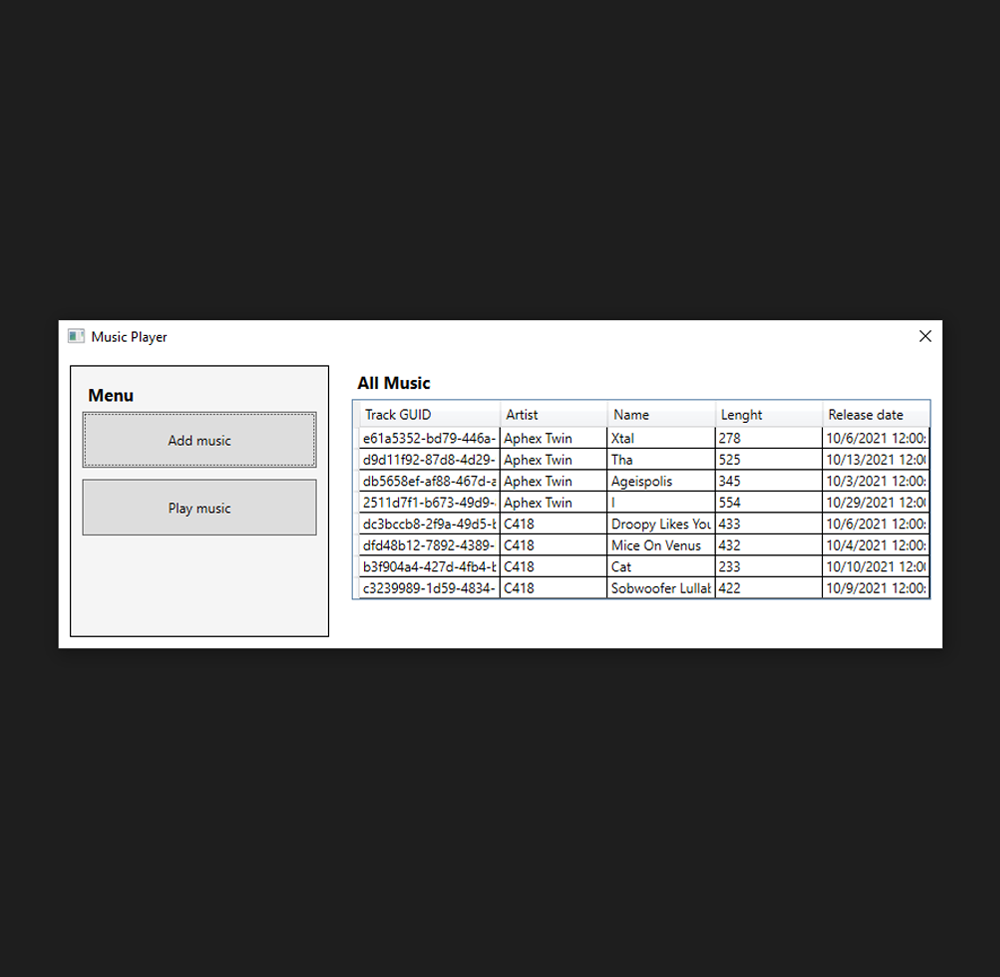 Music Player
Menu
Add music
Play music
All Music
Track GUID Artist Name Lenght Release date
e61a5352-bd79-446a- Aphex Twin Xtal 278 10/6/2021 12:00:
d9d11f92-87d8-4d29- Aphex Twin Tha 525 10/13/2021 12:0
db5658ef-af88-467d- Aphex Twin Ageispolis 345 10/3/2021 12:00:
2511d7f1-b673-49d9- Aphex Twin I 554 10/29/2021 12:0
dc3bccb8-2f9a-49d5- C418 Droopy Likes You 433 10/6/2021 12:00:
dfd48b12-7892-4389- C418 Mice On Venus 432 10/4/2021 12:00:
b3f904a4-427d-4fb4- C418 Cat 233 10/10/2021 12:0
c3239989-1d59-4834- C418 Sobwoofer Lullab 422 10/9/2021 12:00: